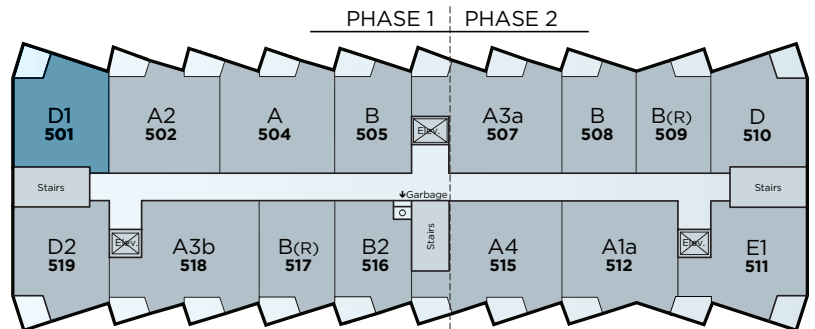 PHASE 1 PHASE 2
D1 A2 A B A3a B B(R) D
501 502 504 505 Elev. 507 508 509 510
Stairs Stairs
Garbage
D2 Elev. A3b B(R) B2 Stairs A4 A1a Elev. E1
519 518 517 516 515 512 511